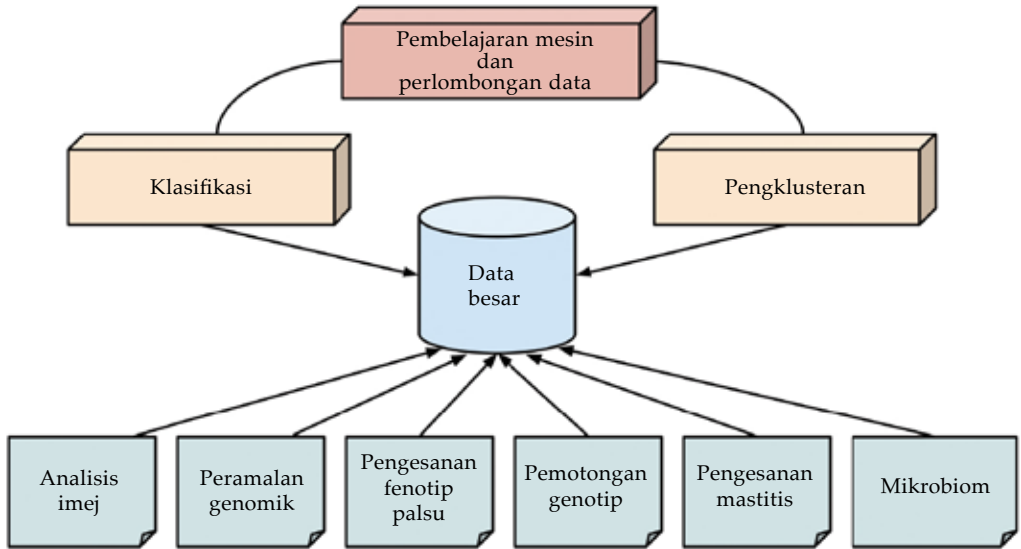 Pembelajaran mesin
dan
perlombongan data
Klasifikasi
Pengklusteran
Data
besar
Analisis
imej
Peramalan
genomik
Pengesanan
fenotip
palsu
Pemotongan
genotip
Pengesanan
mastitis
Mikrobiom